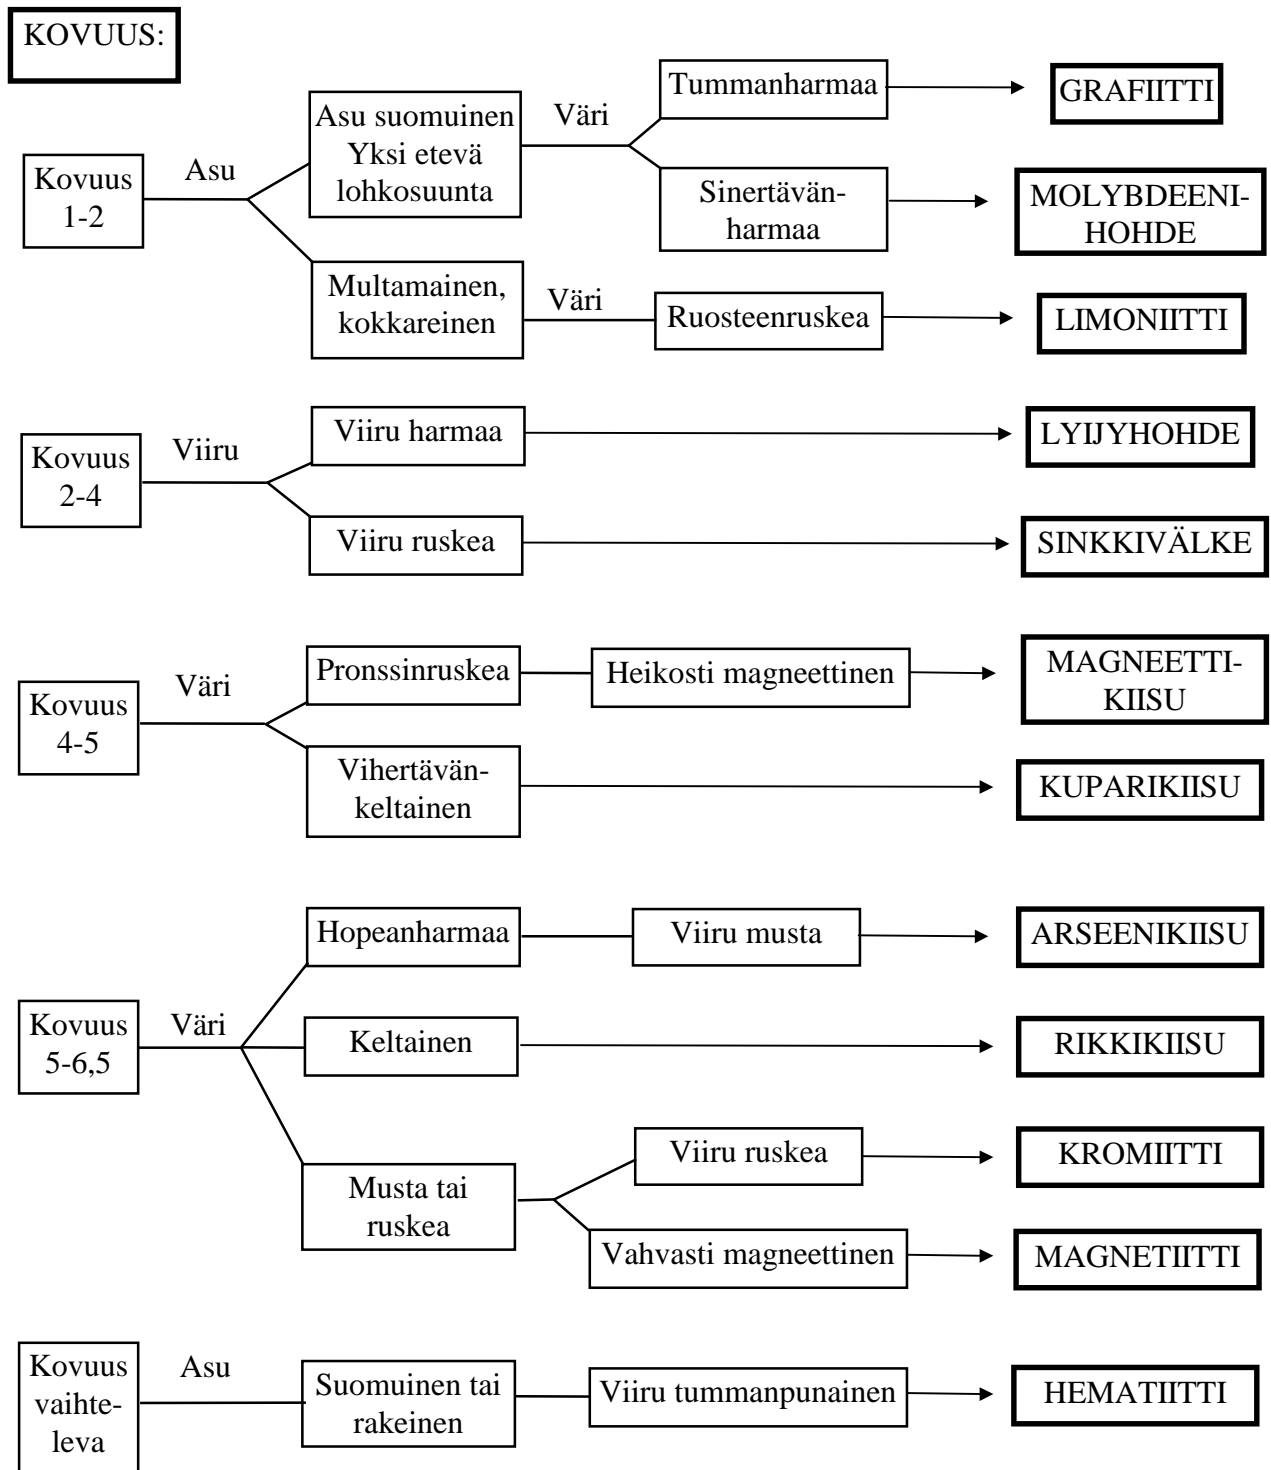 KOVUUS:
Kovuus
1-2
Asu
Asu suomuinen
Yksi etevä
lohkosuunta
Väri
Tummanharmaa
GRAFIITTI
Sinertävän-
harmaa
MOLYBDEENI-
HOHDE
Multamainen,
kokkareinen
Väri
Ruosteenruskea
LIMONIITTI
Kovuus
2-4
Viiru
Viiru harmaa
LYIJYHOHDE
Viiru ruskea
SINKKIVÄLKE
Kovuus
4-5
Väri
Pronssinruskea
Heikosti magneettinen
MAGNEETTI-
KIISU
Vihertävän-
keltainen
KUPARIKIISU
Kovuus
5-6,5
Väri
Hopeanharmaa
Viiru musta
ARSEENIKIISU
Keltainen
RIKKIKIISU
Musta tai
ruskea
Viiru ruskea
KROMIITTI
Vahvasti magneettinen
MAGNETIITTI
Kovuus
vaihte-
leva
Asu
Suomuinen tai
rakeinen
Viiru tummanpunainen
HEMATIITTI